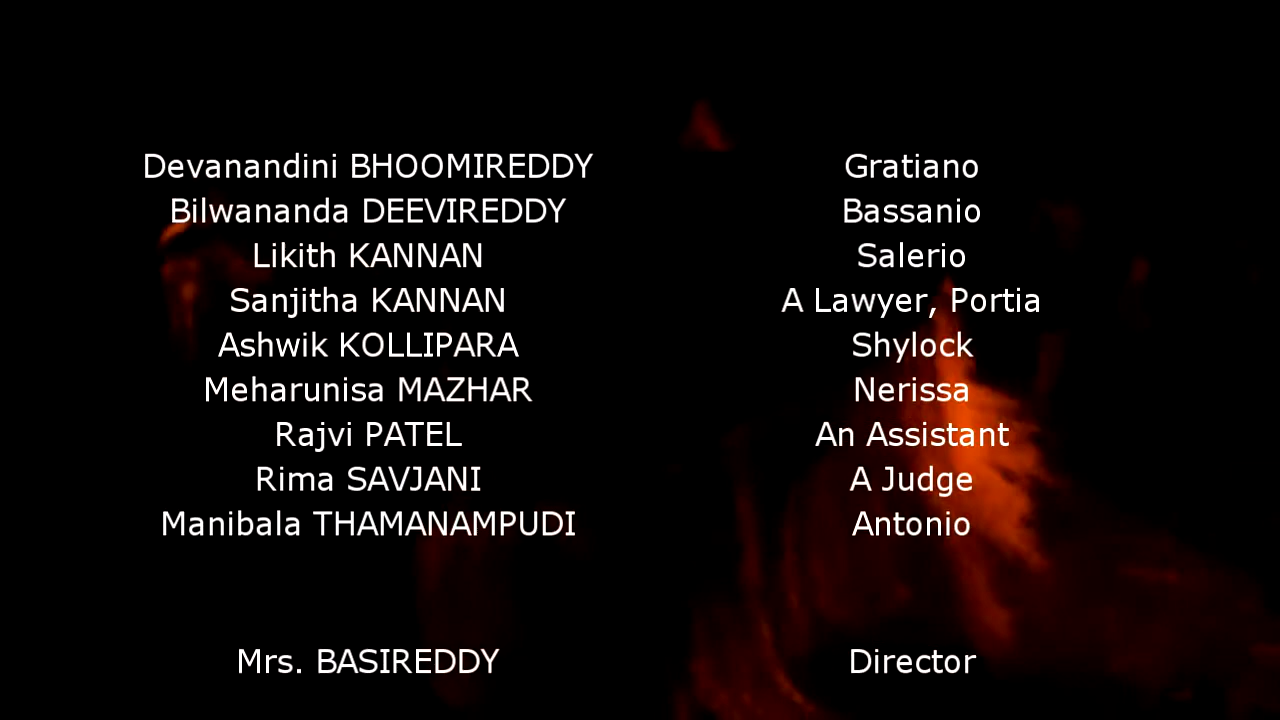 Devanandini BHOOMIREDDY Gratiano
Bilwananda DEEVIREDDY Bassanio
Likith KANNAN Salerio
Sanjitha KANNAN A Lawyer, Portia
Ashwik KOLLIPARA Shylock
Meharunisa MAZHAR Nerissa
Rajvi PATEL An Assistant
Rima SAVJANI A Judge
Manibala THAMANAMPUDI Antonio
Mrs. BASIREDDY Director